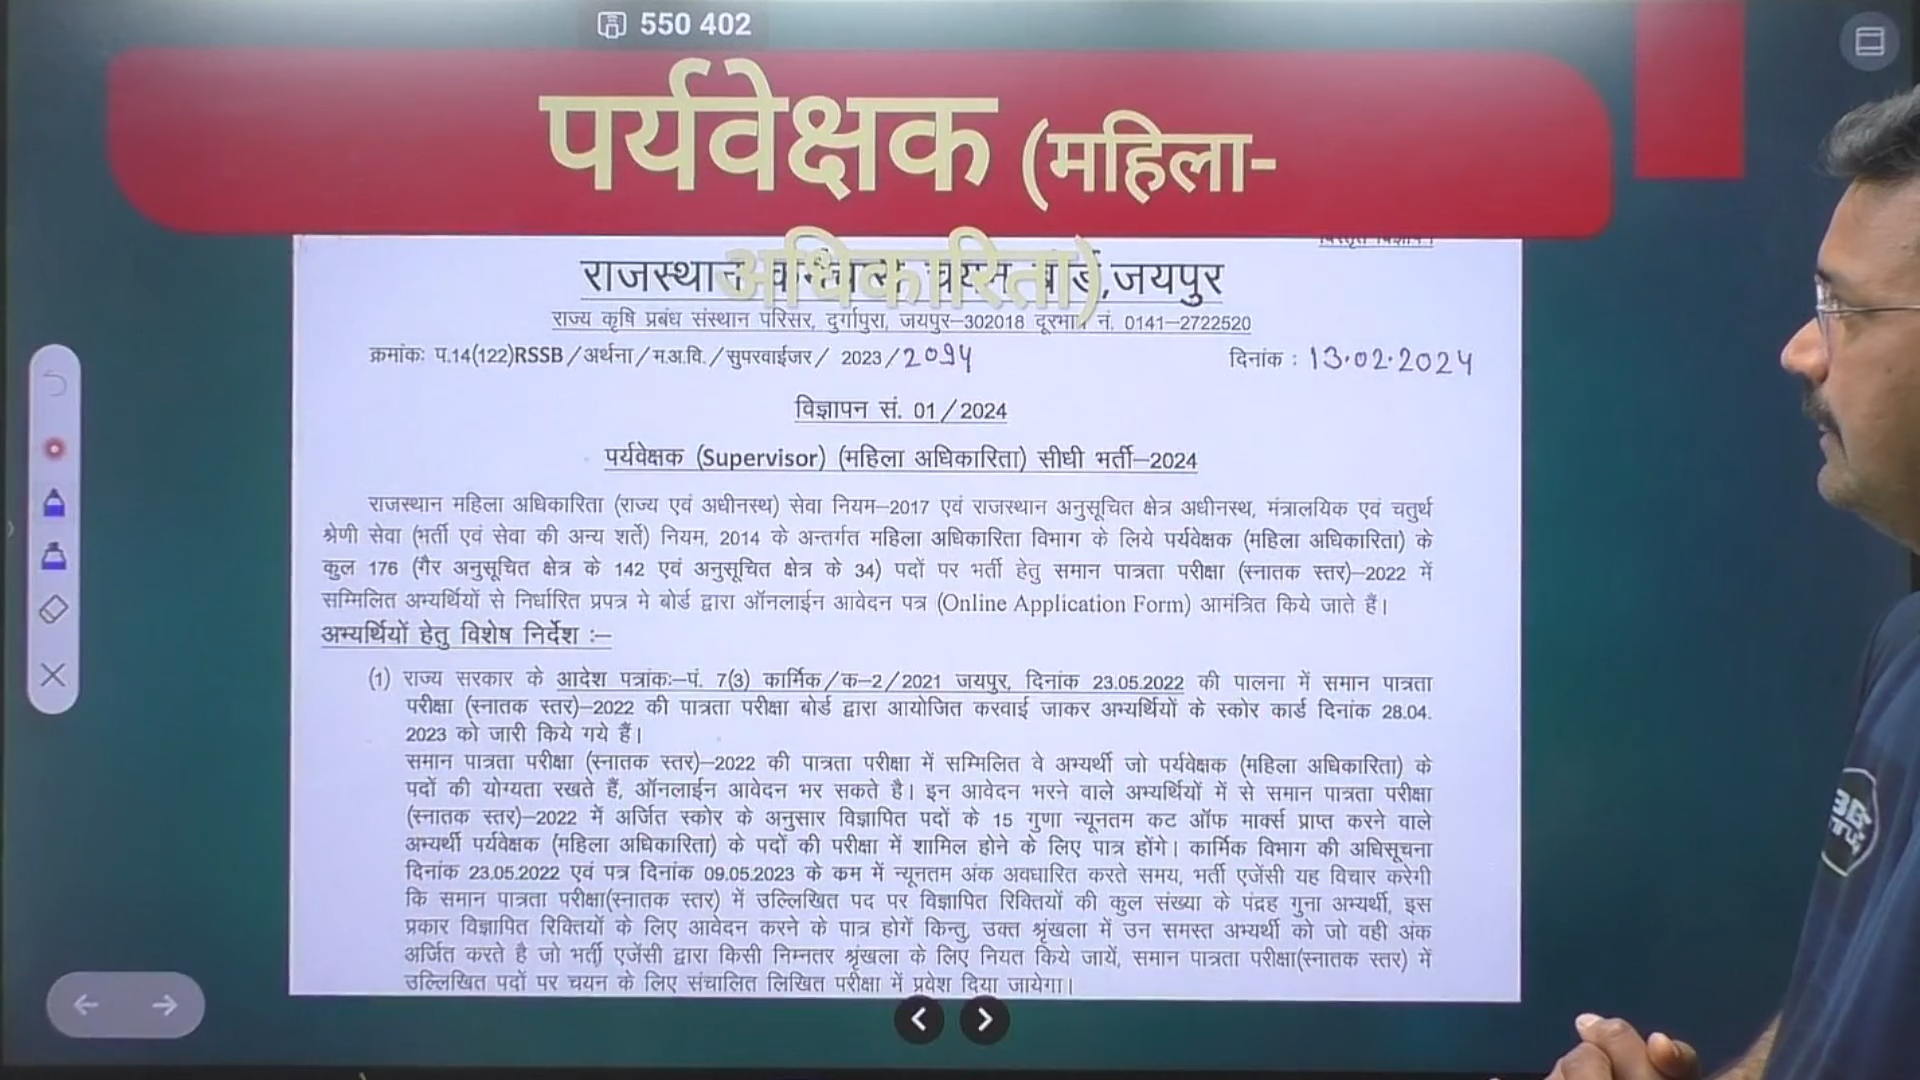 550 402
पर्यवेक्षक (महिला-
अधिकारिता)
विस्तृत विज्ञापन
राजस्थान कर्मचारी चयन बोर्ड,जयपुर
राज्य कृषि प्रबंध संस्थान परिसर, दुर्गापुरा, जयपुर–302018 दूरभाष नं. 0141–2722520
क्रमांकः प.14(122)RSSB/अर्थना/म.अ.वि./सुपरवाईजर/ 2023/2094 दिनांक : 13.02.2024
विज्ञापन सं. 01/2024
पर्यवेक्षक (Supervisor) (महिला अधिकारिता) सीधी भर्ती–2024
राजस्थान महिला अधिकारिता (राज्य एवं अधीनस्थ) सेवा नियम–2017 एवं राजस्थान अनुसूचित क्षेत्र अधीनस्थ, मंत्रालयिक एवं चतुर्थ
श्रेणी सेवा (भर्ती एवं सेवा की अन्य शर्ते) नियम, 2014 के अन्तर्गत महिला अधिकारिता विभाग के लिये पर्यवेक्षक (महिला अधिकारिता) के
कुल 176 (गैर अनुसूचित क्षेत्र के 142 एवं अनुसूचित क्षेत्र के 34) पदों पर भर्ती हेतु समान पात्रता परीक्षा (स्नातक स्तर)–2022 में
सम्मिलित अभ्यर्थियों से निर्धारित प्रपत्र मे बोर्ड द्वारा ऑनलाईन आवेदन पत्र (Online Application Form) आमंत्रित किये जाते हैं।
अभ्यर्थियों हेतु विशेष निर्देश :–
(1) राज्य सरकार के आदेश पत्रांकः–पं. 7(3) कार्मिक/क–2/2021 जयपुर, दिनांक 23.05.2022 की पालना में समान पात्रता
परीक्षा (स्नातक स्तर)–2022 की पात्रता परीक्षा बोर्ड द्वारा आयोजित करवाई जाकर अभ्यर्थियों के स्कोर कार्ड दिनांक 28.04.
2023 को जारी किये गये हैं।
समान पात्रता परीक्षा (स्नातक स्तर)–2022 की पात्रता परीक्षा में सम्मिलित वे अभ्यर्थी जो पर्यवेक्षक (महिला अधिकारिता) के
पदों की योग्यता रखते हैं, ऑनलाईन आवेदन भर सकते है। इन आवेदन भरने वाले अभ्यर्थियों में से समान पात्रता परीक्षा
(स्नातक स्तर)–2022 में अर्जित स्कोर के अनुसार विज्ञापित पदों के 15 गुणा न्यूनतम कट ऑफ मार्क्स प्राप्त करने वाले
अभ्यर्थी पर्यवेक्षक (महिला अधिकारिता) के पदों की परीक्षा में शामिल होने के लिए पात्र होंगे। कार्मिक विभाग की अधिसूचना
दिनांक 23.05.2022 एवं पत्र दिनांक 09.05.2023 के कम में न्यूनतम अंक अवधारित करते समय, भर्ती एजेंसी यह विचार करेगी
कि समान पात्रता परीक्षा(स्नातक स्तर) में उल्लिखित पद पर विज्ञापित रिक्तियों की कुल संख्या के पंद्रह गुना अभ्यर्थी, इस
प्रकार विज्ञापित रिक्तियों के लिए आवेदन करने के पात्र होगें किन्तु, उक्त श्रृंखला में उन समस्त अभ्यर्थी को जो वही अंक
अर्जित करते है जो भर्ती एजेंसी द्वारा किसी निम्नतर श्रृंखला के लिए नियत किये जायें, समान पात्रता परीक्षा(स्नातक स्तर) में
उल्लिखित पदों पर चयन के लिए संचालित लिखित परीक्षा में प्रवेश दिया जायेगा।